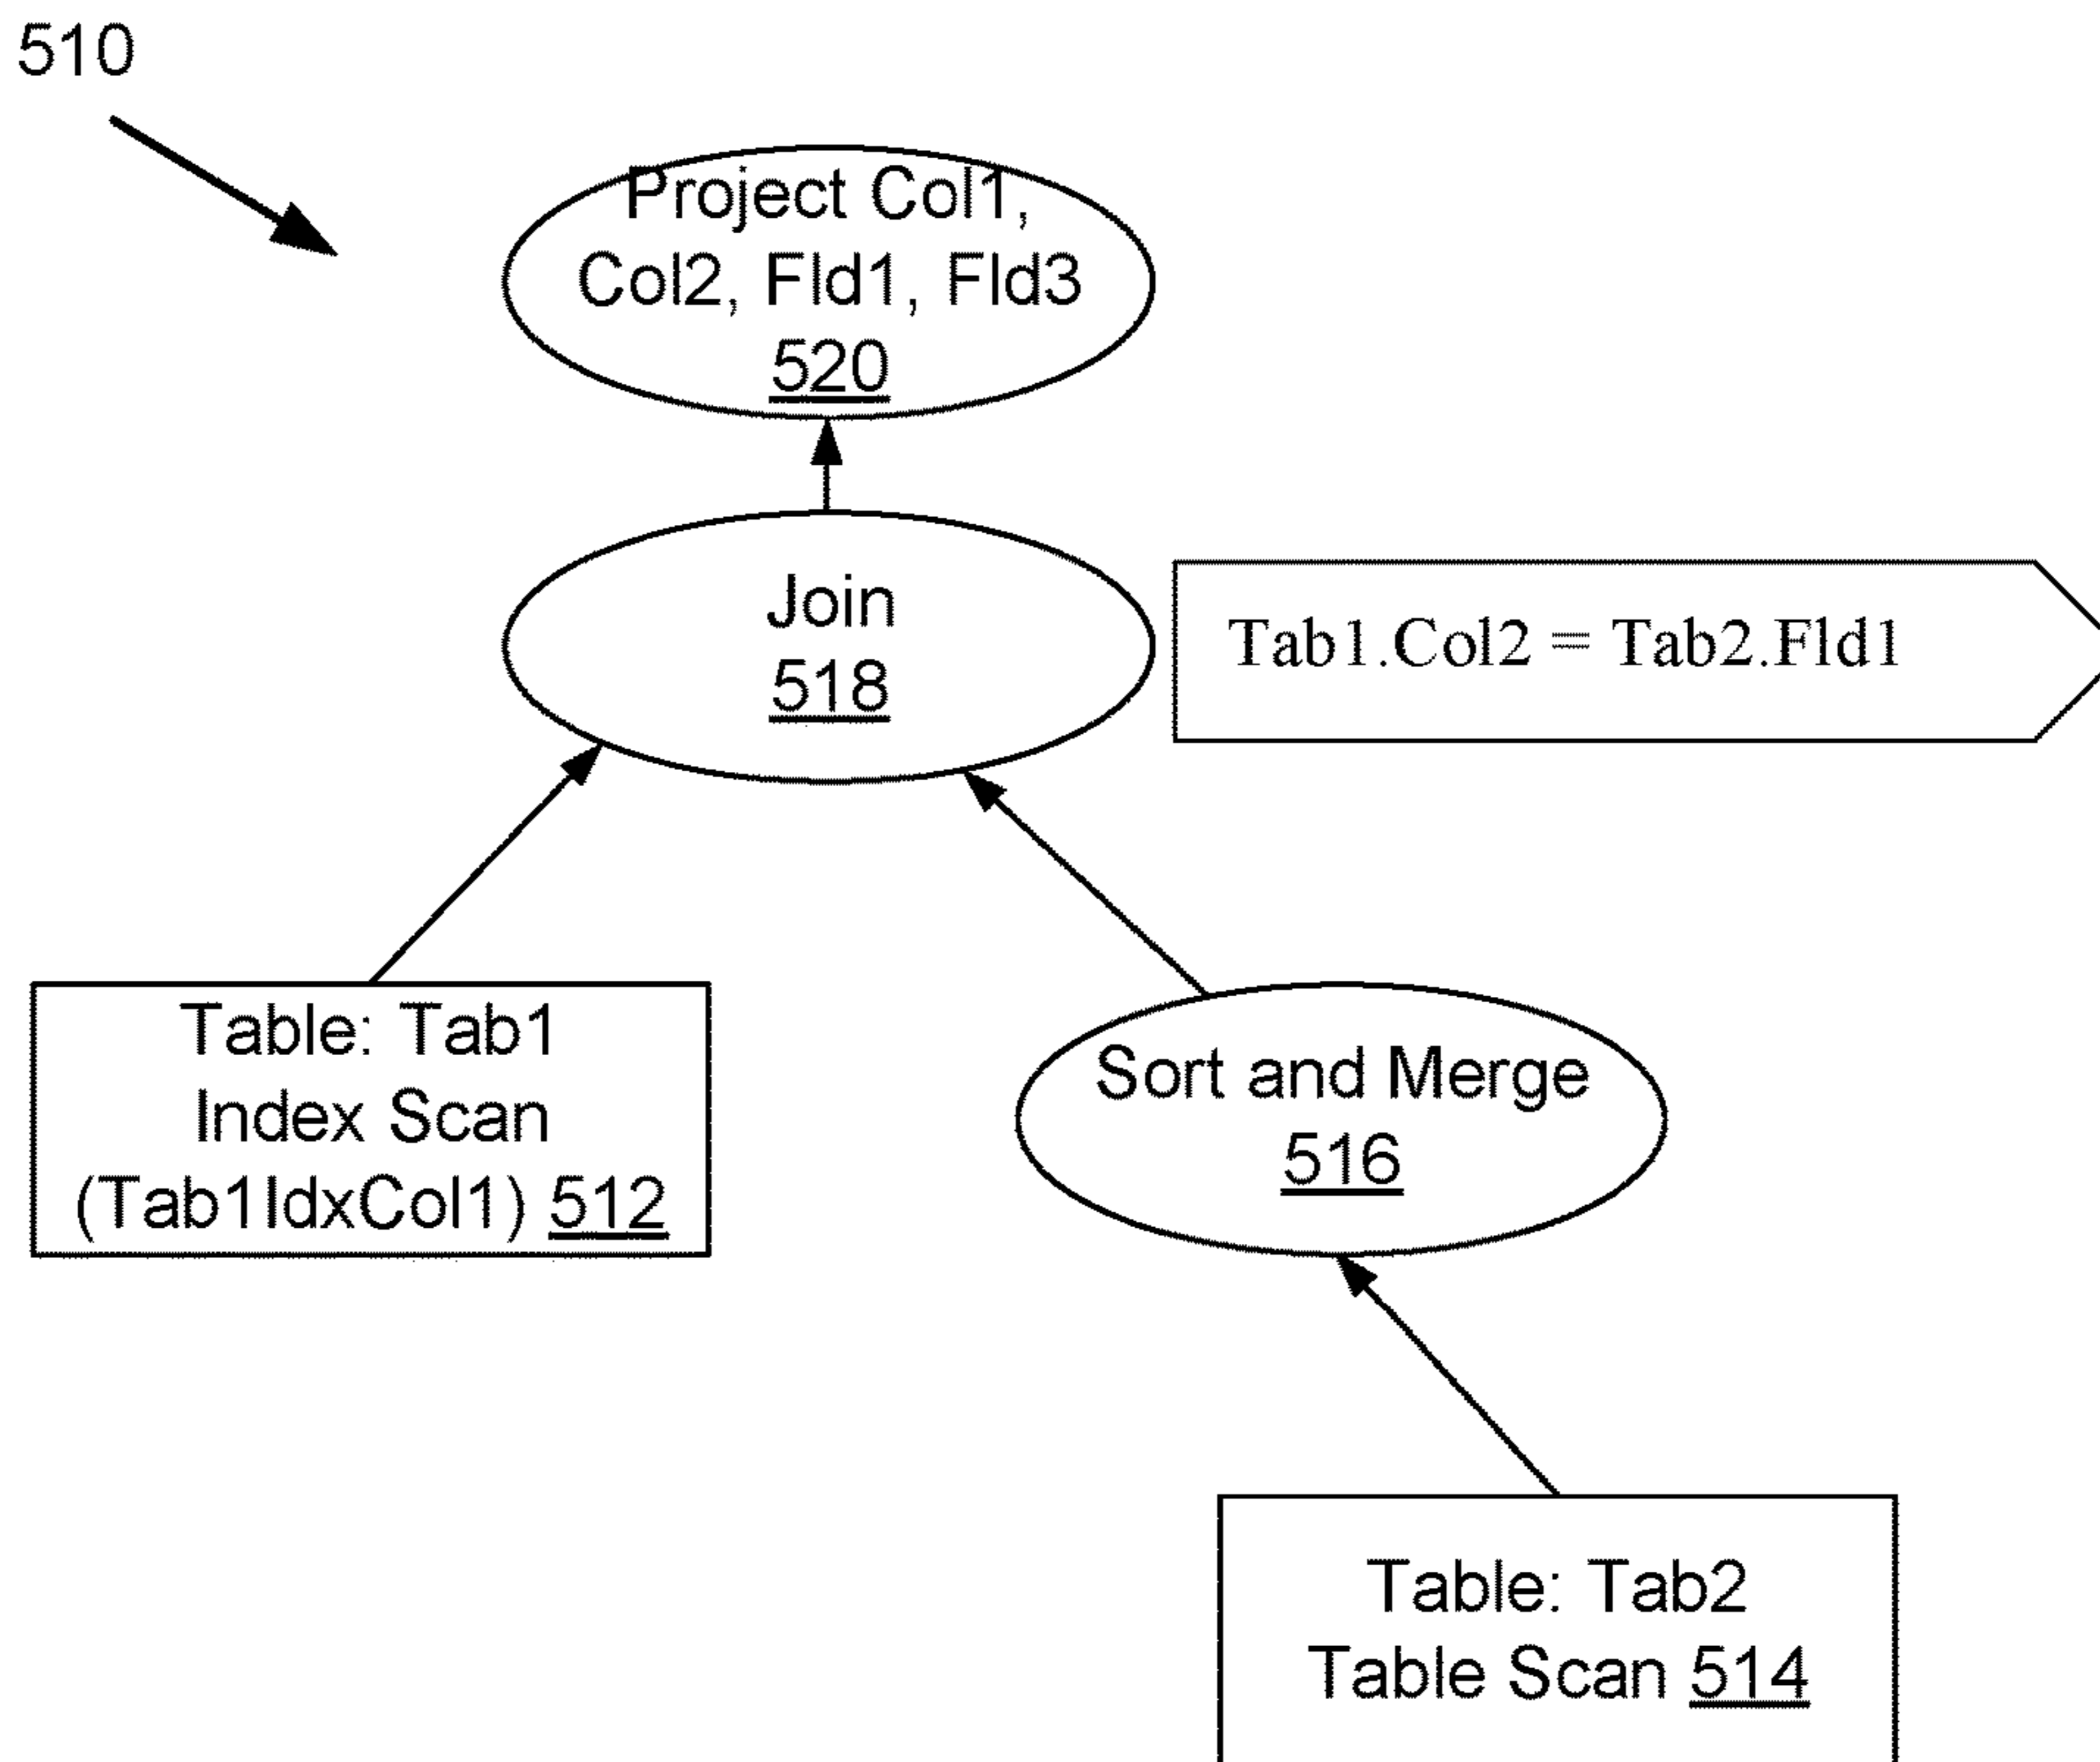 510
Project Col1,
Col2, Fld1, Fld3
520
Join
518
Tab1.Col2 = Tab2.Fld1
Table: Tab1
Index Scan
(Tab1IdxCol1) 512
Sort and Merge
516
Table: Tab2
Table Scan 514